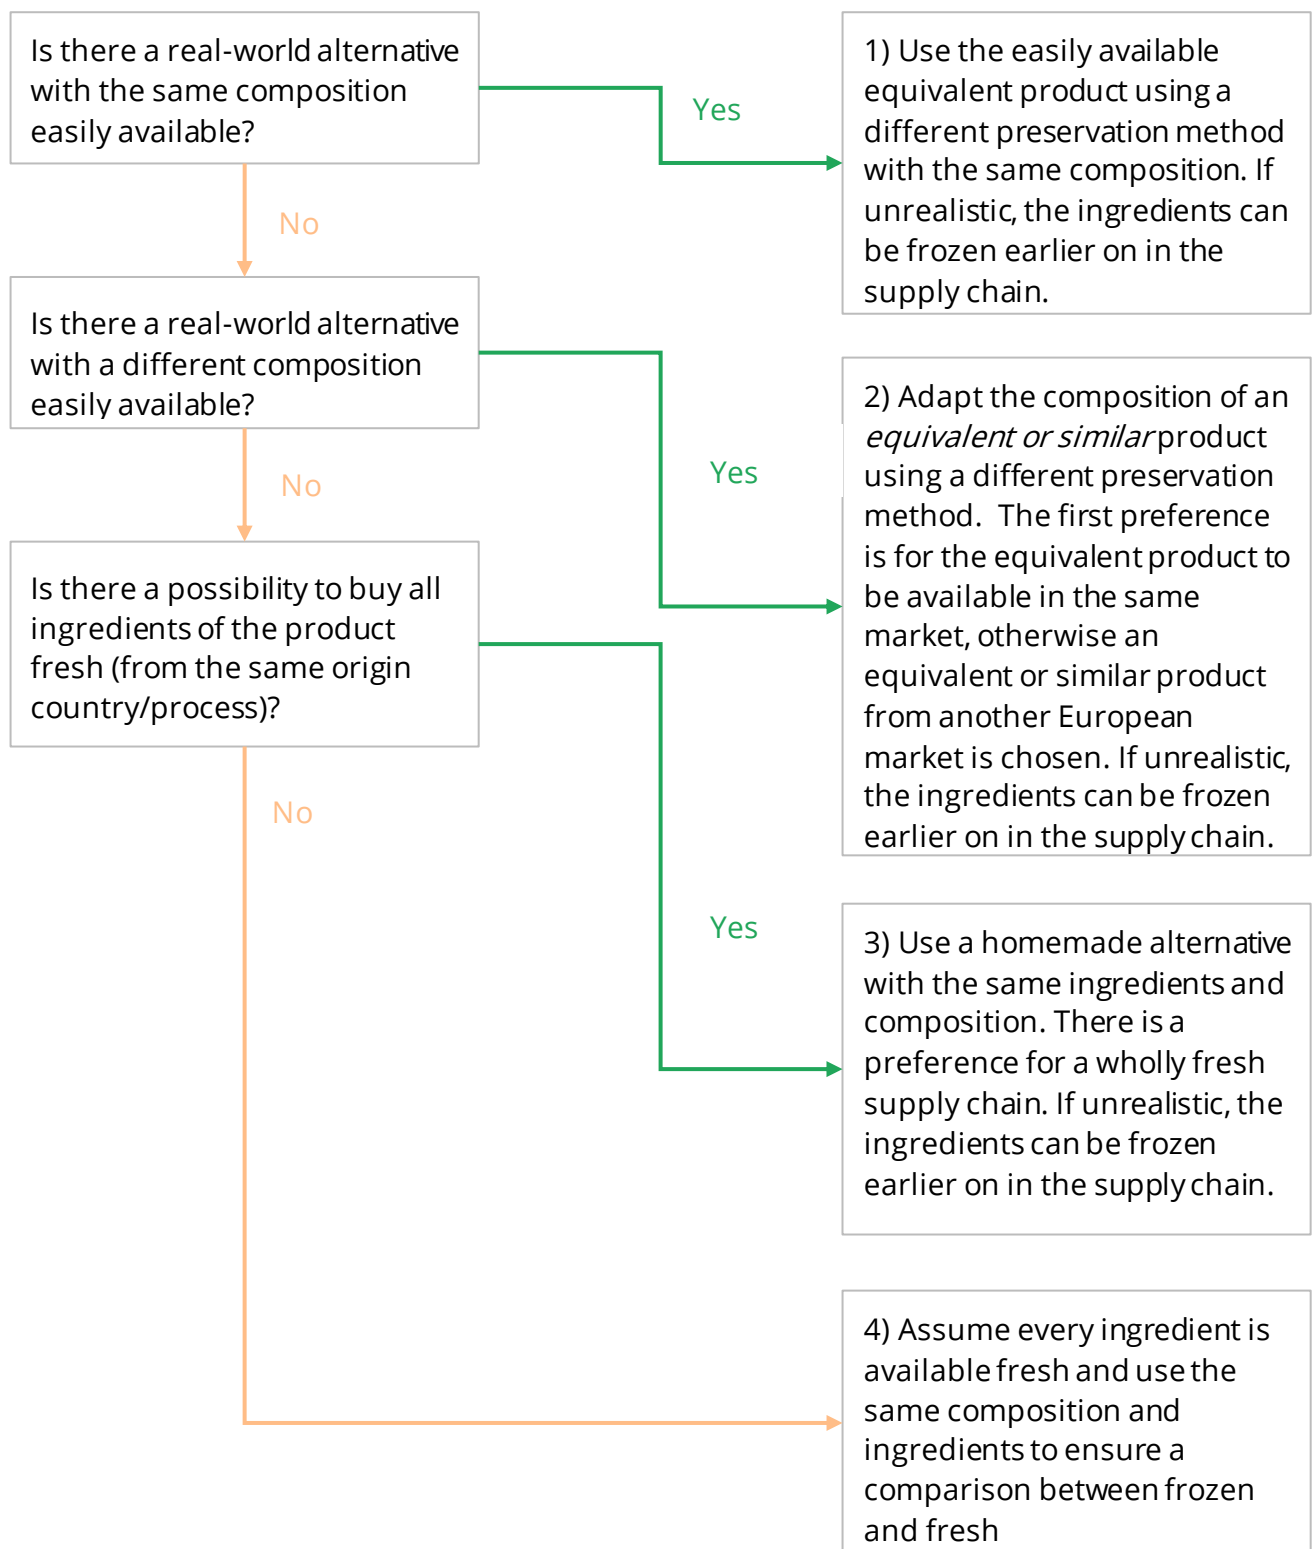 Is there a real-world alternative
with the same composition
easily available?
Yes
1) Use the easily available
equivalent product using a
different preservation method
with the same composition. If
unrealistic, the ingredients can
be frozen earlier on in the
supply chain.
No
Is there a real-world alternative
with a different composition
easily available?
Yes
2) Adapt the composition of an
equivalent or similar product
using a different preservation
method.  The first preference
is for the equivalent product to
be available in the same
market, otherwise an
equivalent or similar product
from another European
market is chosen. If unrealistic,
the ingredients can be frozen
earlier on in the supply chain.
No
Is there a possibility to buy all
ingredients of the product
fresh (from the same origin
country/process)?
Yes
3) Use a homemade alternative
with the same ingredients and
composition. There is a
preference for a wholly fresh
supply chain. If unrealistic, the
ingredients can be frozen
earlier on in the supply chain.
No
4) Assume every ingredient is
available fresh and use the
same composition and
ingredients to ensure a
comparison between frozen
and fresh